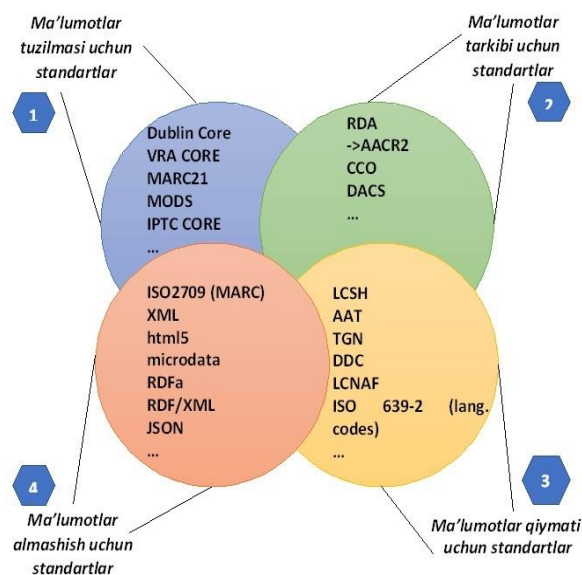 Ma’lumotlar
tuzilmasi uchun
standartlar
1
Ma’lumotlar
tarkibi uchun
standartlar
2
Dublin Core
VRA CORE
MARC21
MODS
IPTC CORE
...
RDA
->AACR2
CCO
DACS
...
ISO2709 (MARC)
XML
html5
microdata
RDFa
RDF/XML
JSON
...
LCSH
AAT
TGN
DDC
LCNAF
ISO 639-2 (lang.
codes)
...
4
Ma’lumotlar
almashish uchun
standartlar
3
Ma’lumotlar qiymati
uchun standartlar